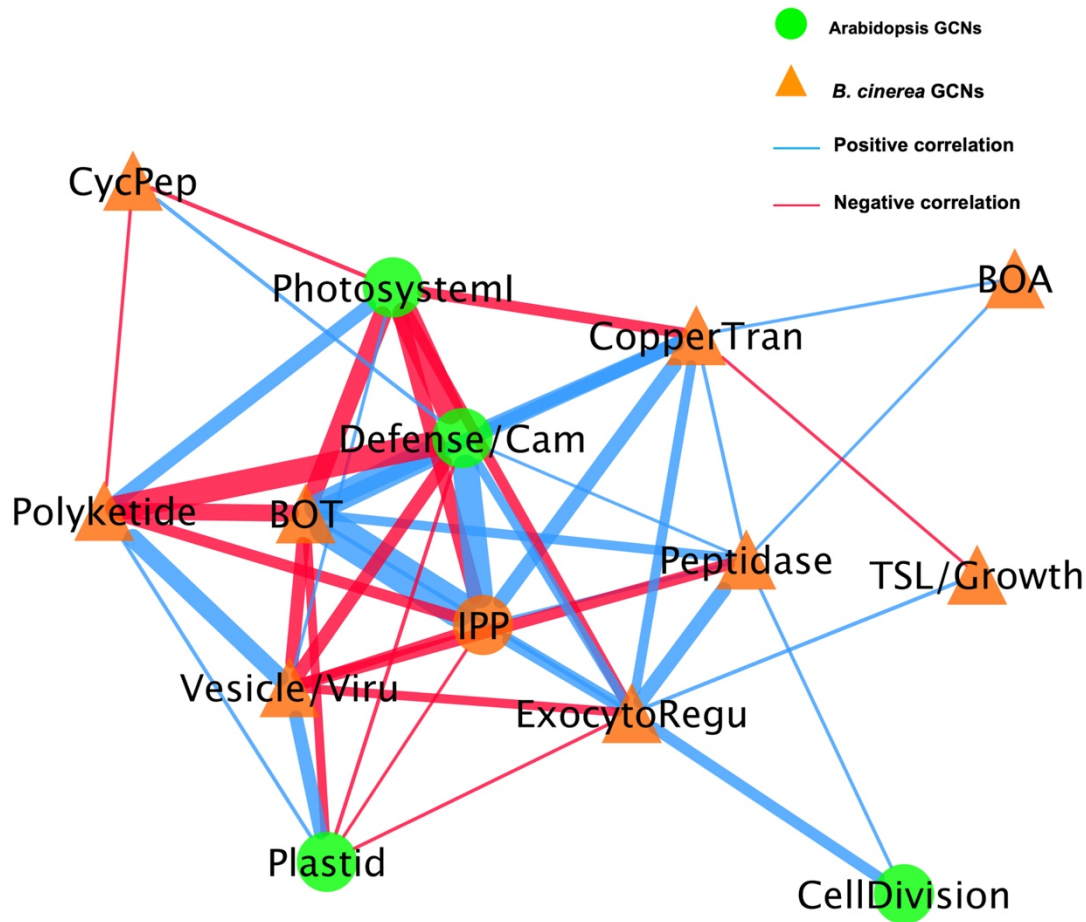 Arabidopsis GCNs
B. cinerea GCNs
Positive correlation
Negative correlation
CycPep
PhotosystemI
BOA
CopperTran
Defense/Cam
Polyketide
BOT
Peptidase
TSL/Growth
IPP
Vesicle/Viru
ExocytoRegu
Plastid
CellDivision